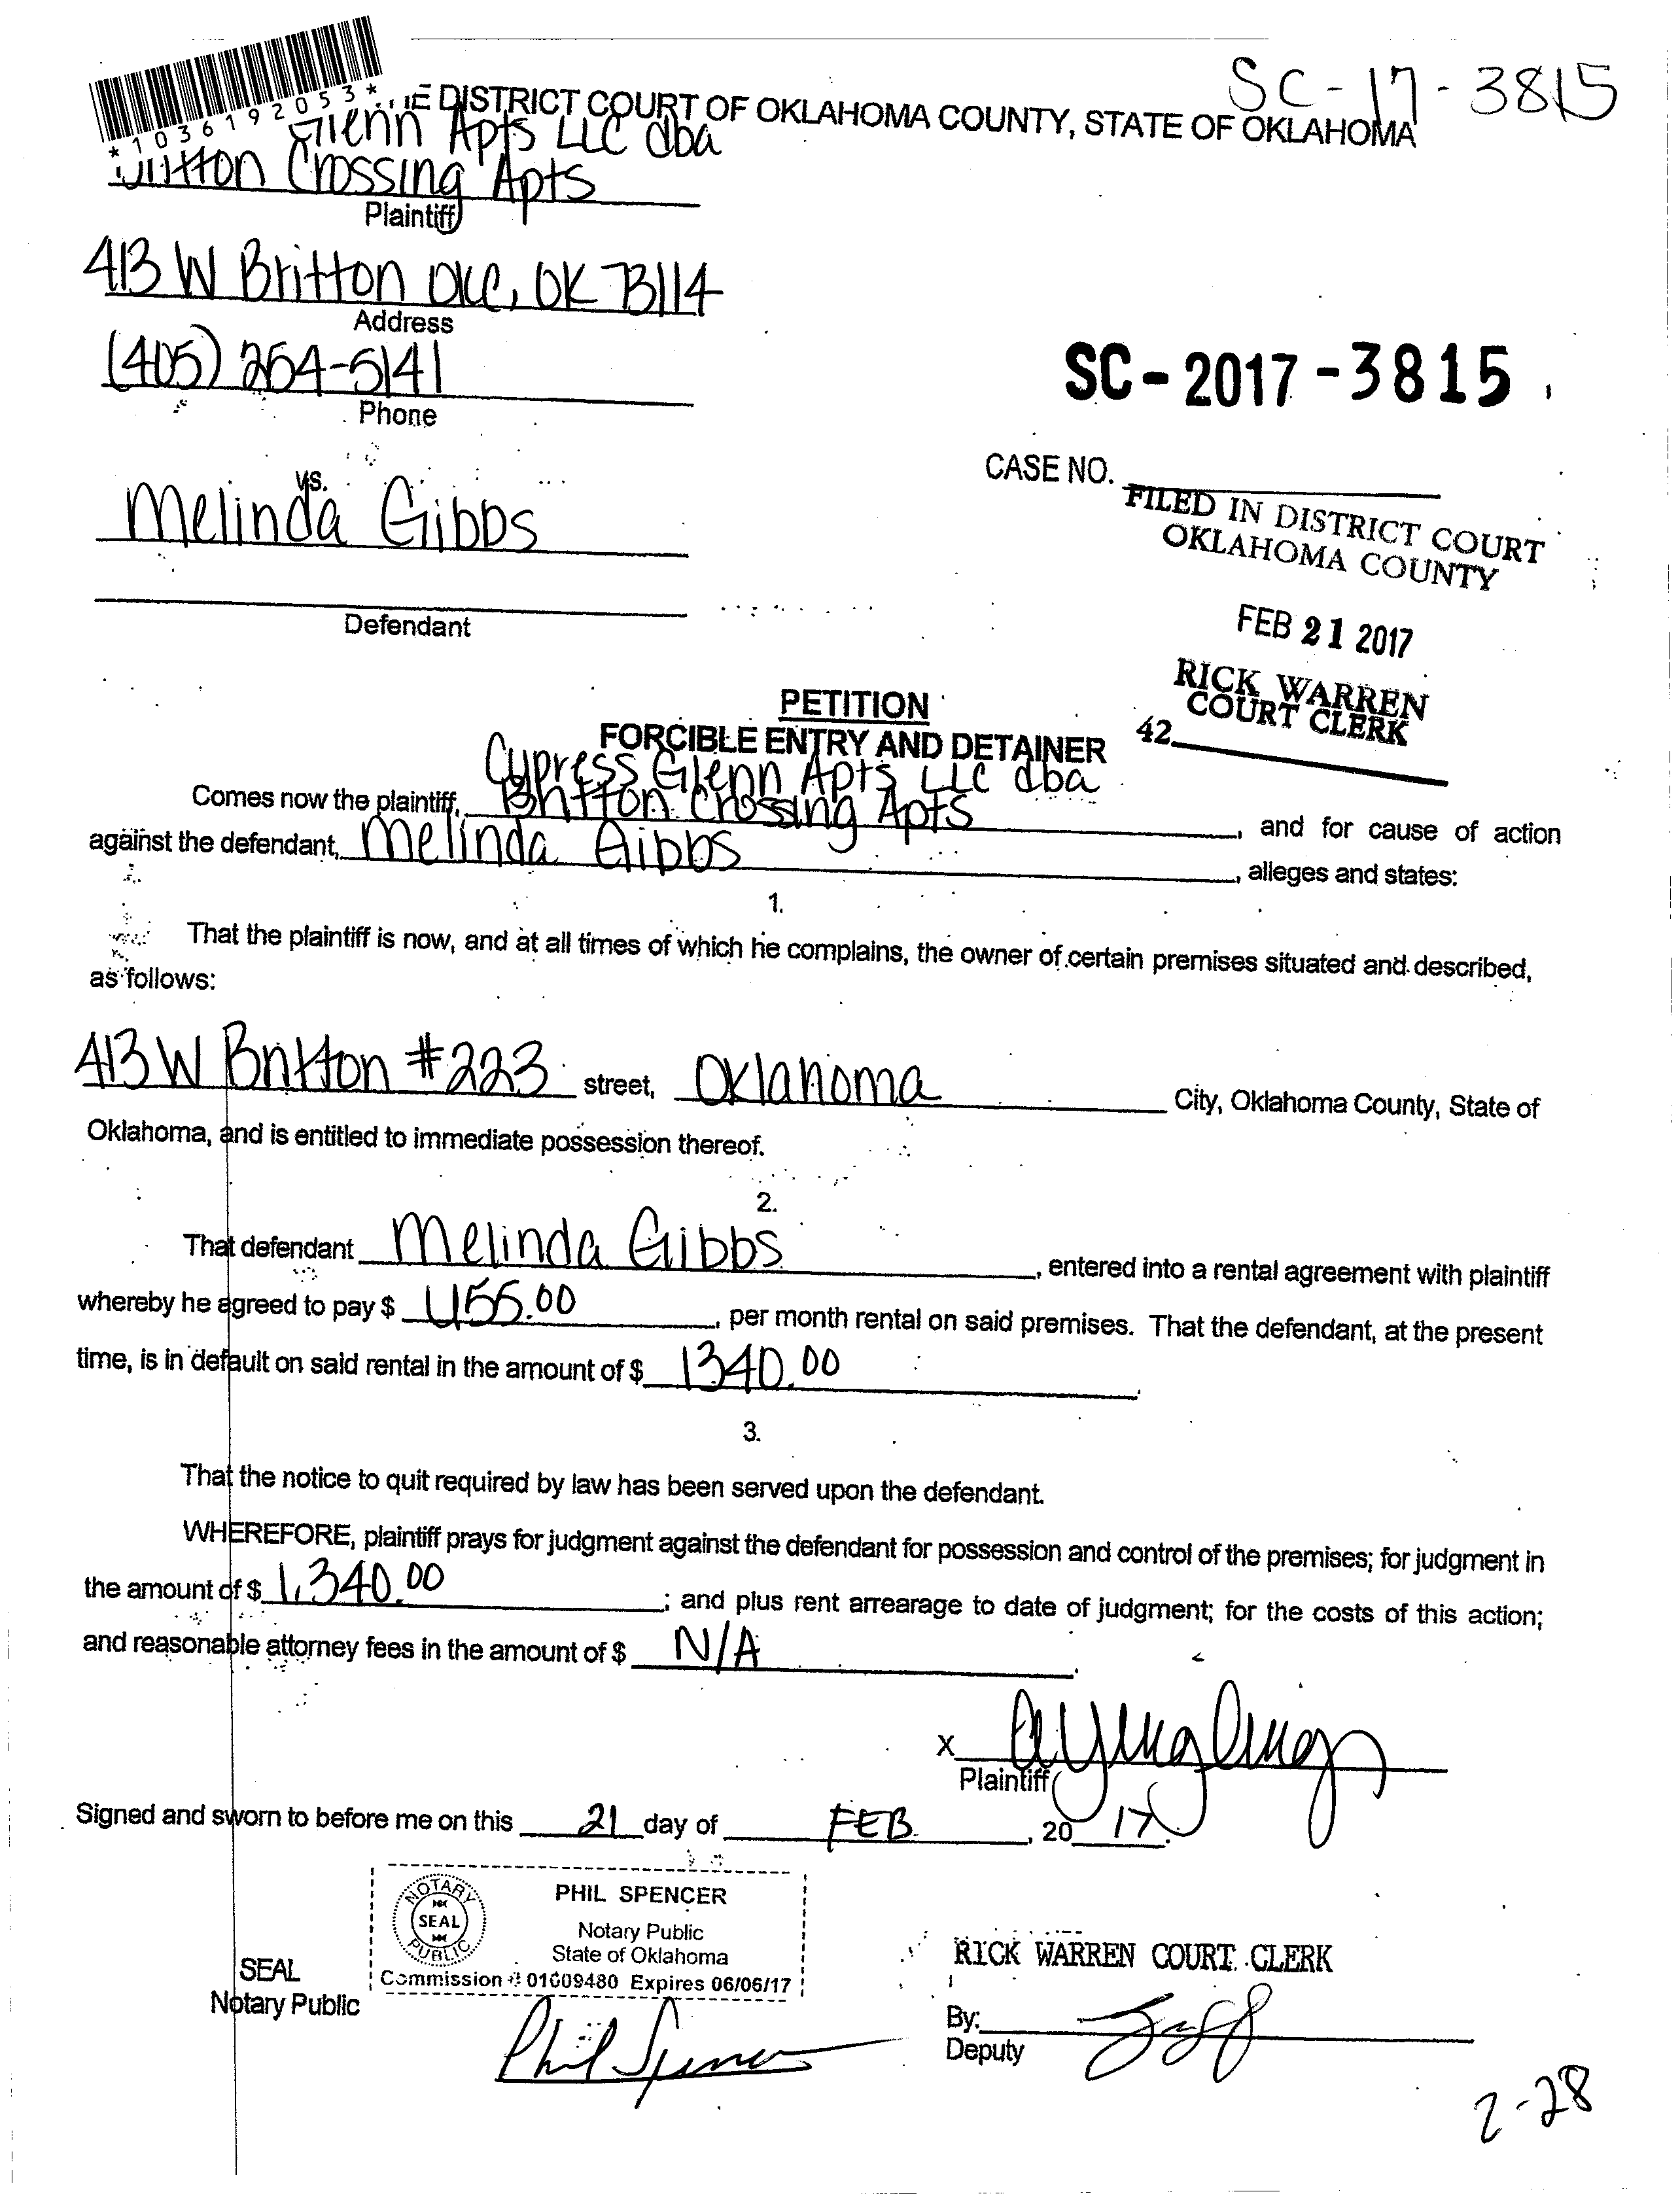 SC-17-3815
*1036192053*
E DISTRICT COURT OF OKLAHOMA COUNTY, STATE OF OKLAHOMA
Glenn Apts LLC dba
Britton Crossing Apts
Plaintiff
413 W Britton OKC, OK 73114
Address
(405) 254-5141
Phone
SC-2017-3815
vs.
CASE NO.
Melinda Gibbs
FILED IN DISTRICT COURT
OKLAHOMA COUNTY
Defendant
FEB 21 2017
RICK WARREN
COURT CLERK
42
PETITION
FORCIBLE ENTRY AND DETAINER
Cypress Glenn Apts LLC dba
Comes now the plaintiff, Britton Crossing Apts, and for cause of action
against the defendant, Melinda Gibbs, alleges and states:
1.
That the plaintiff is now, and at all times of which he complains, the owner of certain premises situated and described,
as follows:
413 W Britton #223 street, Oklahoma City, Oklahoma County, State of
Oklahoma, and is entitled to immediate possession thereof.
2.
That defendant Melinda Gibbs, entered into a rental agreement with plaintiff
whereby he agreed to pay $ 455.00, per month rental on said premises. That the defendant, at the present
time, is in default on said rental in the amount of $ 1340.00.
3.
That the notice to quit required by law has been served upon the defendant.
WHEREFORE, plaintiff prays for judgment against the defendant for possession and control of the premises; for judgment in
the amount of $ 1,340.00; and plus rent arrearage to date of judgment; for the costs of this action;
and reasonable attorney fees in the amount of $ N/A.
X
Plaintiff
Signed and sworn to before me on this 21 day of FEB, 20 17.
NOTARY PUBLIC SEAL
PHIL SPENCER
Notary Public
State of Oklahoma
Commission # 01009480 Expires 06/06/17
SEAL
Notary Public
Phil Spencer
RICK WARREN COURT CLERK
By:
Deputy
2-28